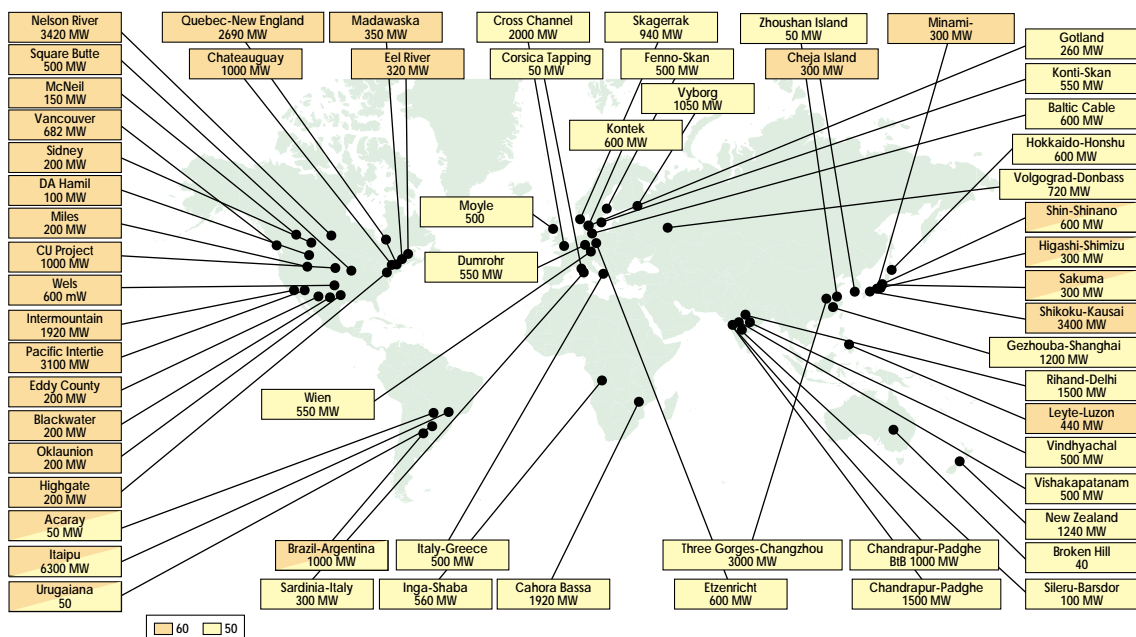 Nelson River
3420 MW
Square Butte
500 MW
McNeil
150 MW
Vancouver
682 MW
Sidney
200 MW
DA Hamil
100 MW
Miles
200 MW
CU Project
1000 MW
Wels
600 mW
Intermountain
1920 MW
Pacific Intertie
3100 MW
Eddy County
200 MW
Blackwater
200 MW
Oklaunion
200 MW
Highgate
200 MW
Acaray
50 MW
Itaipu
6300 MW
Urugaiana
50
Quebec-New England
2690 MW
Chateauguay
1000 MW
Madawaska
350 MW
Eel River
320 MW
Cross Channel
2000 MW
Corsica Tapping
50 MW
Skagerrak
940 MW
Fenno-Skan
500 MW
Vyborg
1050 MW
Kontek
600 MW
Zhoushan Island
50 MW
Cheja Island
300 MW
Minami-
300 MW
Moyle
500
Dumrohr
550 MW
Wien
550 MW
Gotland
260 MW
Konti-Skan
550 MW
Baltic Cable
600 MW
Hokkaido-Honshu
600 MW
Volgograd-Donbass
720 MW
Shin-Shinano
600 MW
Higashi-Shimizu
300 MW
Sakuma
300 MW
Shikoku-Kausai
3400 MW
Gezhouba-Shanghai
1200 MW
Rihand-Delhi
1500 MW
Leyte-Luzon
440 MW
Vindhyachal
500 MW
Vishakapatanam
500 MW
New Zealand
1240 MW
Broken Hill
40
Sileru-Barsdor
100 MW
Brazil-Argentina
1000 MW
Sardinia-Italy
300 MW
Italy-Greece
500 MW
Inga-Shaba
560 MW
Cahora Bassa
1920 MW
Three Gorges-Changzhou
3000 MW
Etzenricht
600 MW
Chandrapur-Padghe
BtB 1000 MW
Chandrapur-Padghe
1500 MW
60
50